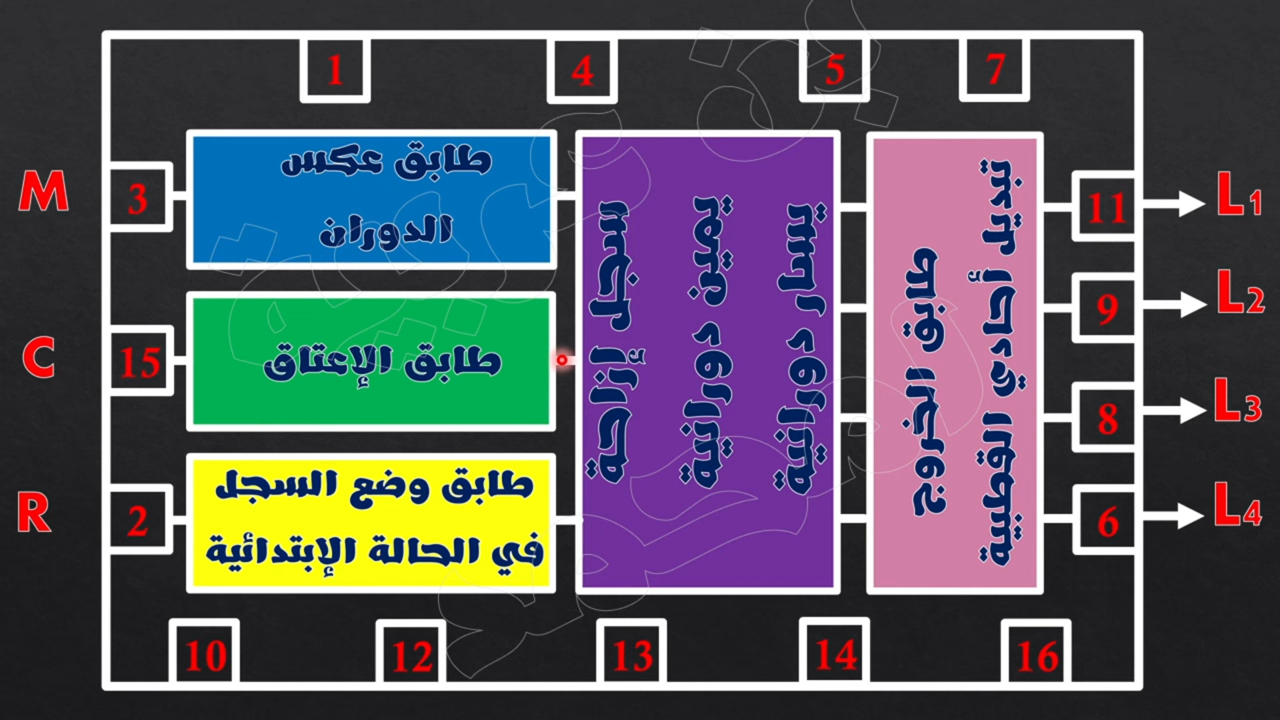 1
4
5
7
M
3
طابق عكس
الدوران
C
15
طابق الإعتاق
R
2
طابق وضع السجل
في الحالة الإبتدائية
سجل إزاحة
يمين دورانية
يسار دورانية
طابق الخروج
تبديل إحادي القطبية
11
L1
9
L2
8
L3
6
L4
10
12
13
14
16